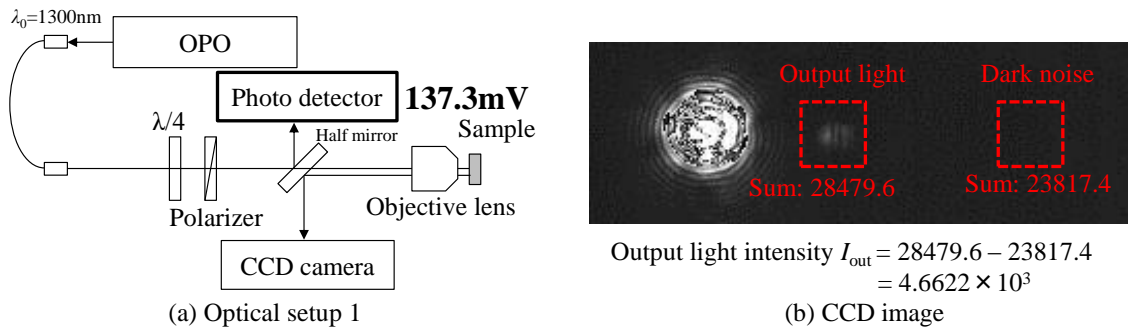 λ0=1300nm
OPO
Photo detector
137.3mV
Sample
λ/4
Half mirror
Polarizer
Objective lens
CCD camera
(a) Optical setup 1
Output light
Dark noise
Sum: 28479.6
Sum: 23817.4
Output light intensity Iout = 28479.6 – 23817.4
= 4.6622 × 10³
(b) CCD image